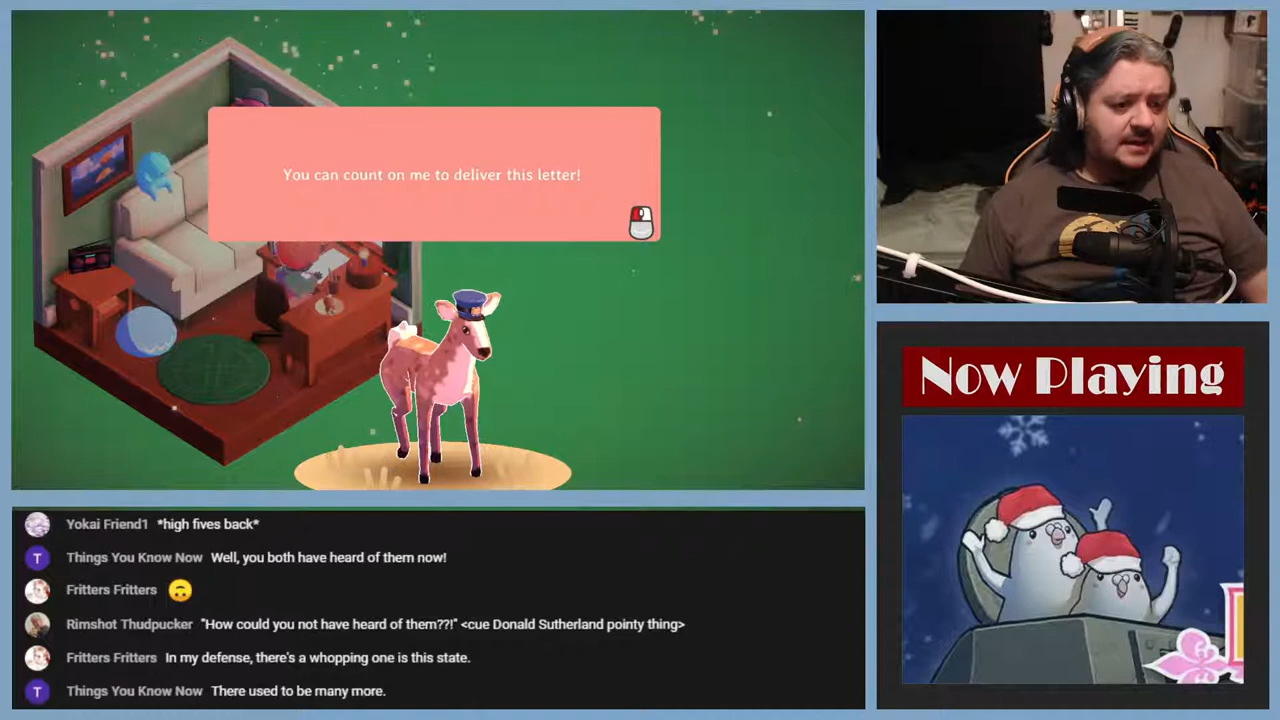 You can count on me to deliver this letter!
Now Playing
Yokai Friend1 *high fives back*
T Things You Know Now Well, you both have heard of them now!
Fritters Fritters
Rimshot Thudpucker "How could you not have heard of them??!" <cue Donald Sutherland pointy thing>
Fritters Fritters In my defense, there's a whopping one is this state.
T Things You Know Now There used to be many more.